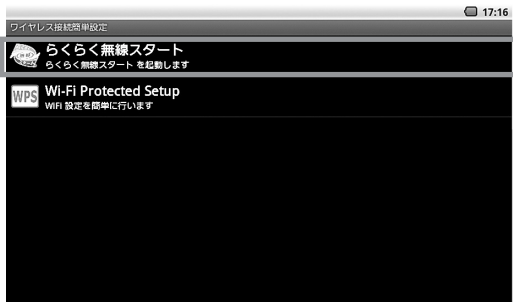 17:16
ワイヤレス接続簡単設定
らくらく無線スタート
らくらく無線スタート を起動します
WPS
Wi-Fi Protected Setup
WIFI 設定を簡単に行います